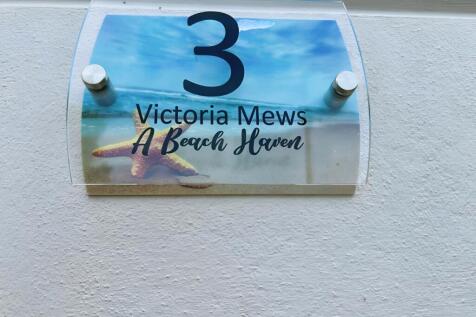 3
Victoria Mews
A Beach Haven